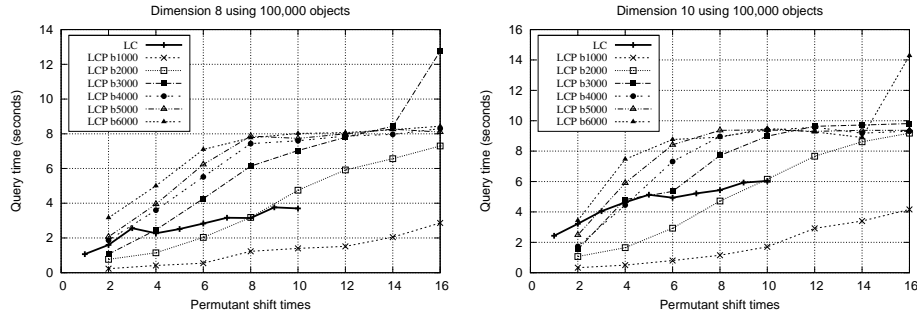 Dimension 8 using 100,000 objects
Query time (seconds)
14
12
10
8
6
4
2
0
LC
LCP b1000
LCP b2000
LCP b3000
LCP b4000
LCP b5000
LCP b6000
0 2 4 6 8 10 12 14 16
Permutant shift times
Dimension 10 using 100,000 objects
Query time (seconds)
16
14
12
10
8
6
4
2
0
LC
LCP b1000
LCP b2000
LCP b3000
LCP b4000
LCP b5000
LCP b6000
0 2 4 6 8 10 12 14 16
Permutant shift times